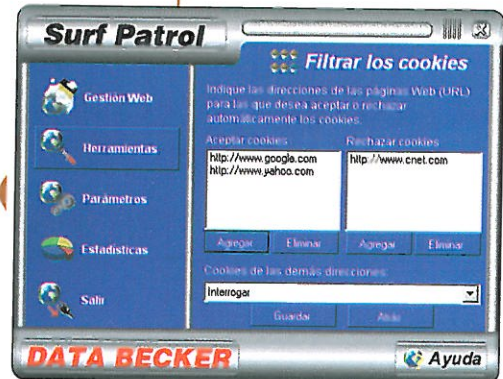 Surf Patrol
Filtrar los cookies
Gestión Web
Herramientas
Parámetros
Estadísticas
Salir
Indique las direcciones de las páginas Web (URL)
para las que desea aceptar o rechazar
automáticamente los cookies.
Aceptar cookies
Rechazar cookies
http://www.google.com
http://www.yahoo.com
http://www.cnet.com
Agregar Eliminar Agregar Eliminar
Cookies de las demás direcciones:
Interrogar
Guardar Atrás
DATA BECKER
Ayuda